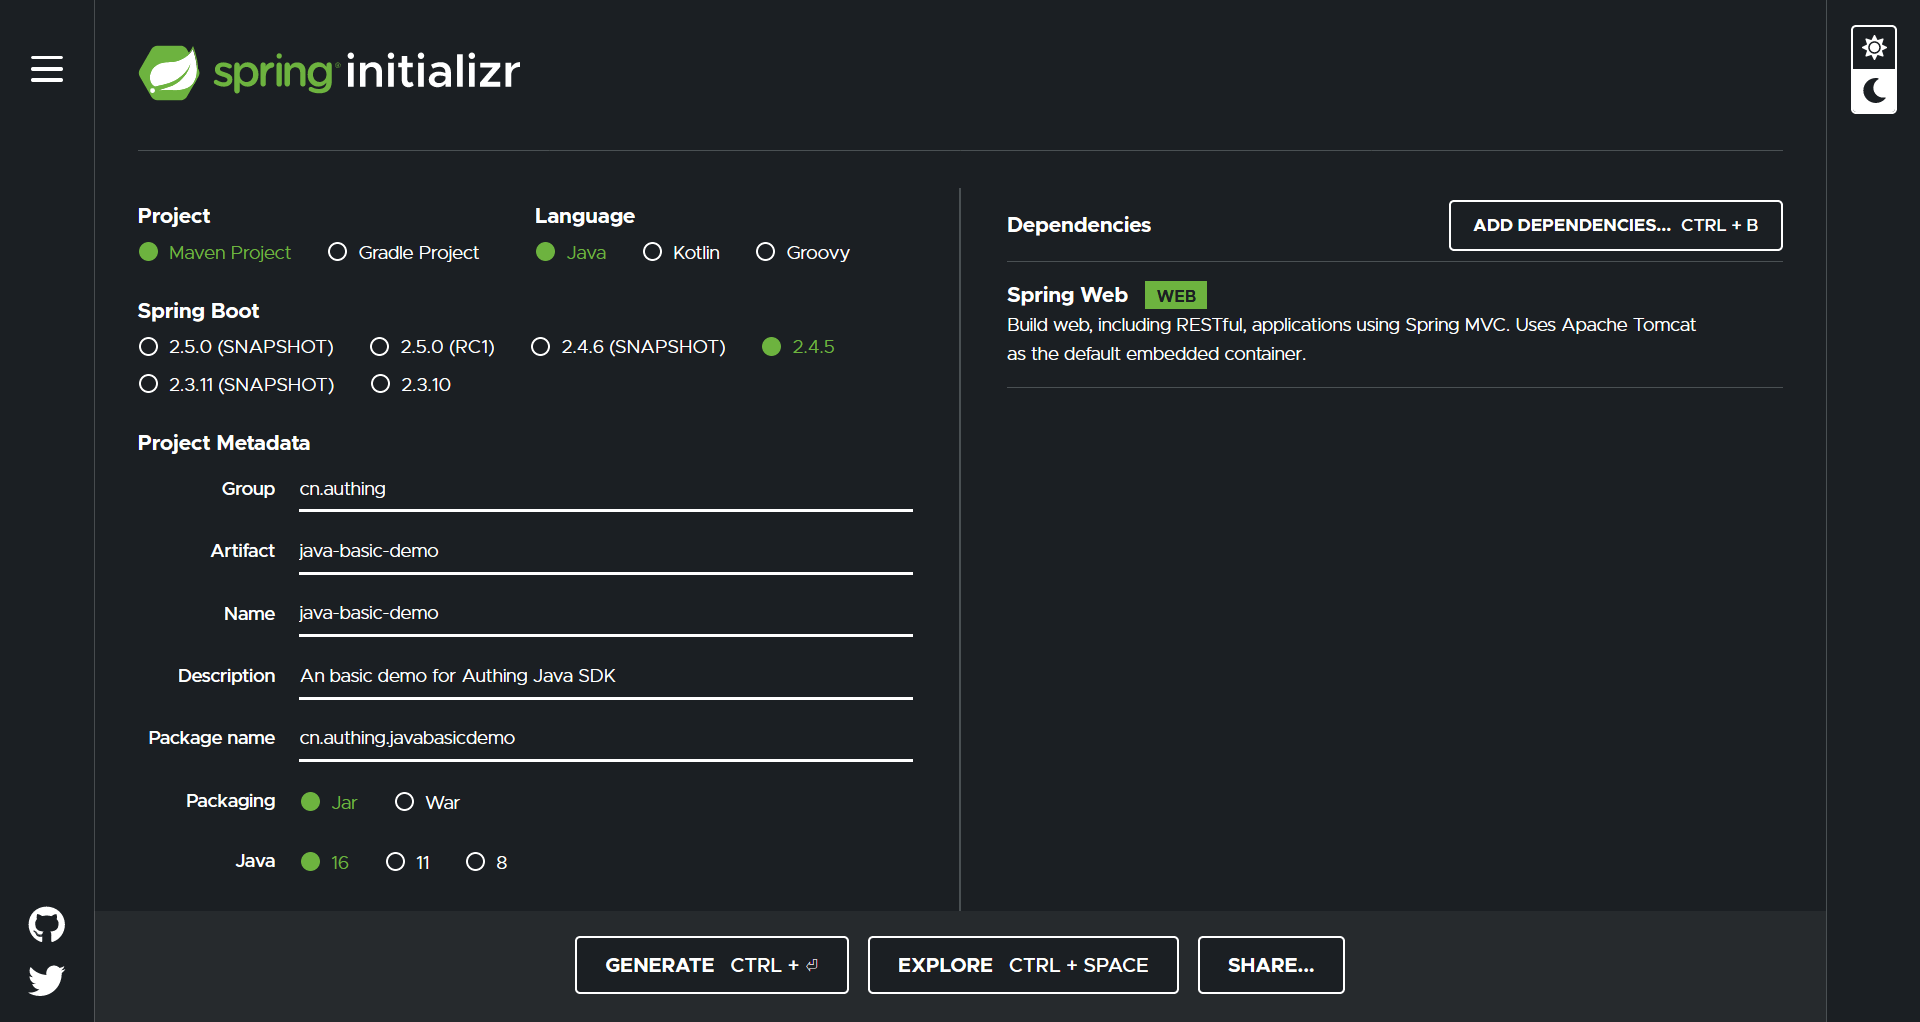 spring initializr
Project
Maven Project Gradle Project
Language
Java Kotlin Groovy
Spring Boot
2.5.0 (SNAPSHOT) 2.5.0 (RC1) 2.4.6 (SNAPSHOT) 2.4.5
2.3.11 (SNAPSHOT) 2.3.10
Project Metadata
Group cn.authing
Artifact java-basic-demo
Name java-basic-demo
Description An basic demo for Authing Java SDK
Package name cn.authing.javabasicdemo
Packaging Jar War
Java 16 11 8
Dependencies ADD DEPENDENCIES... CTRL + B
Spring Web WEB
Build web, including RESTful, applications using Spring MVC. Uses Apache Tomcat
as the default embedded container.
GENERATE CTRL + ⏎ EXPLORE CTRL + SPACE SHARE...